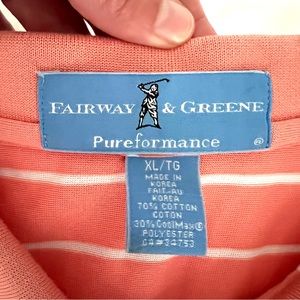 FAIRWAY & GREENE
Pureformance ®
XL/TG
MADE IN
KOREA
FAIT-AU
KOREA
70% COTTON
COTON
30% CoolMax®
POLYESTER
CA#34753